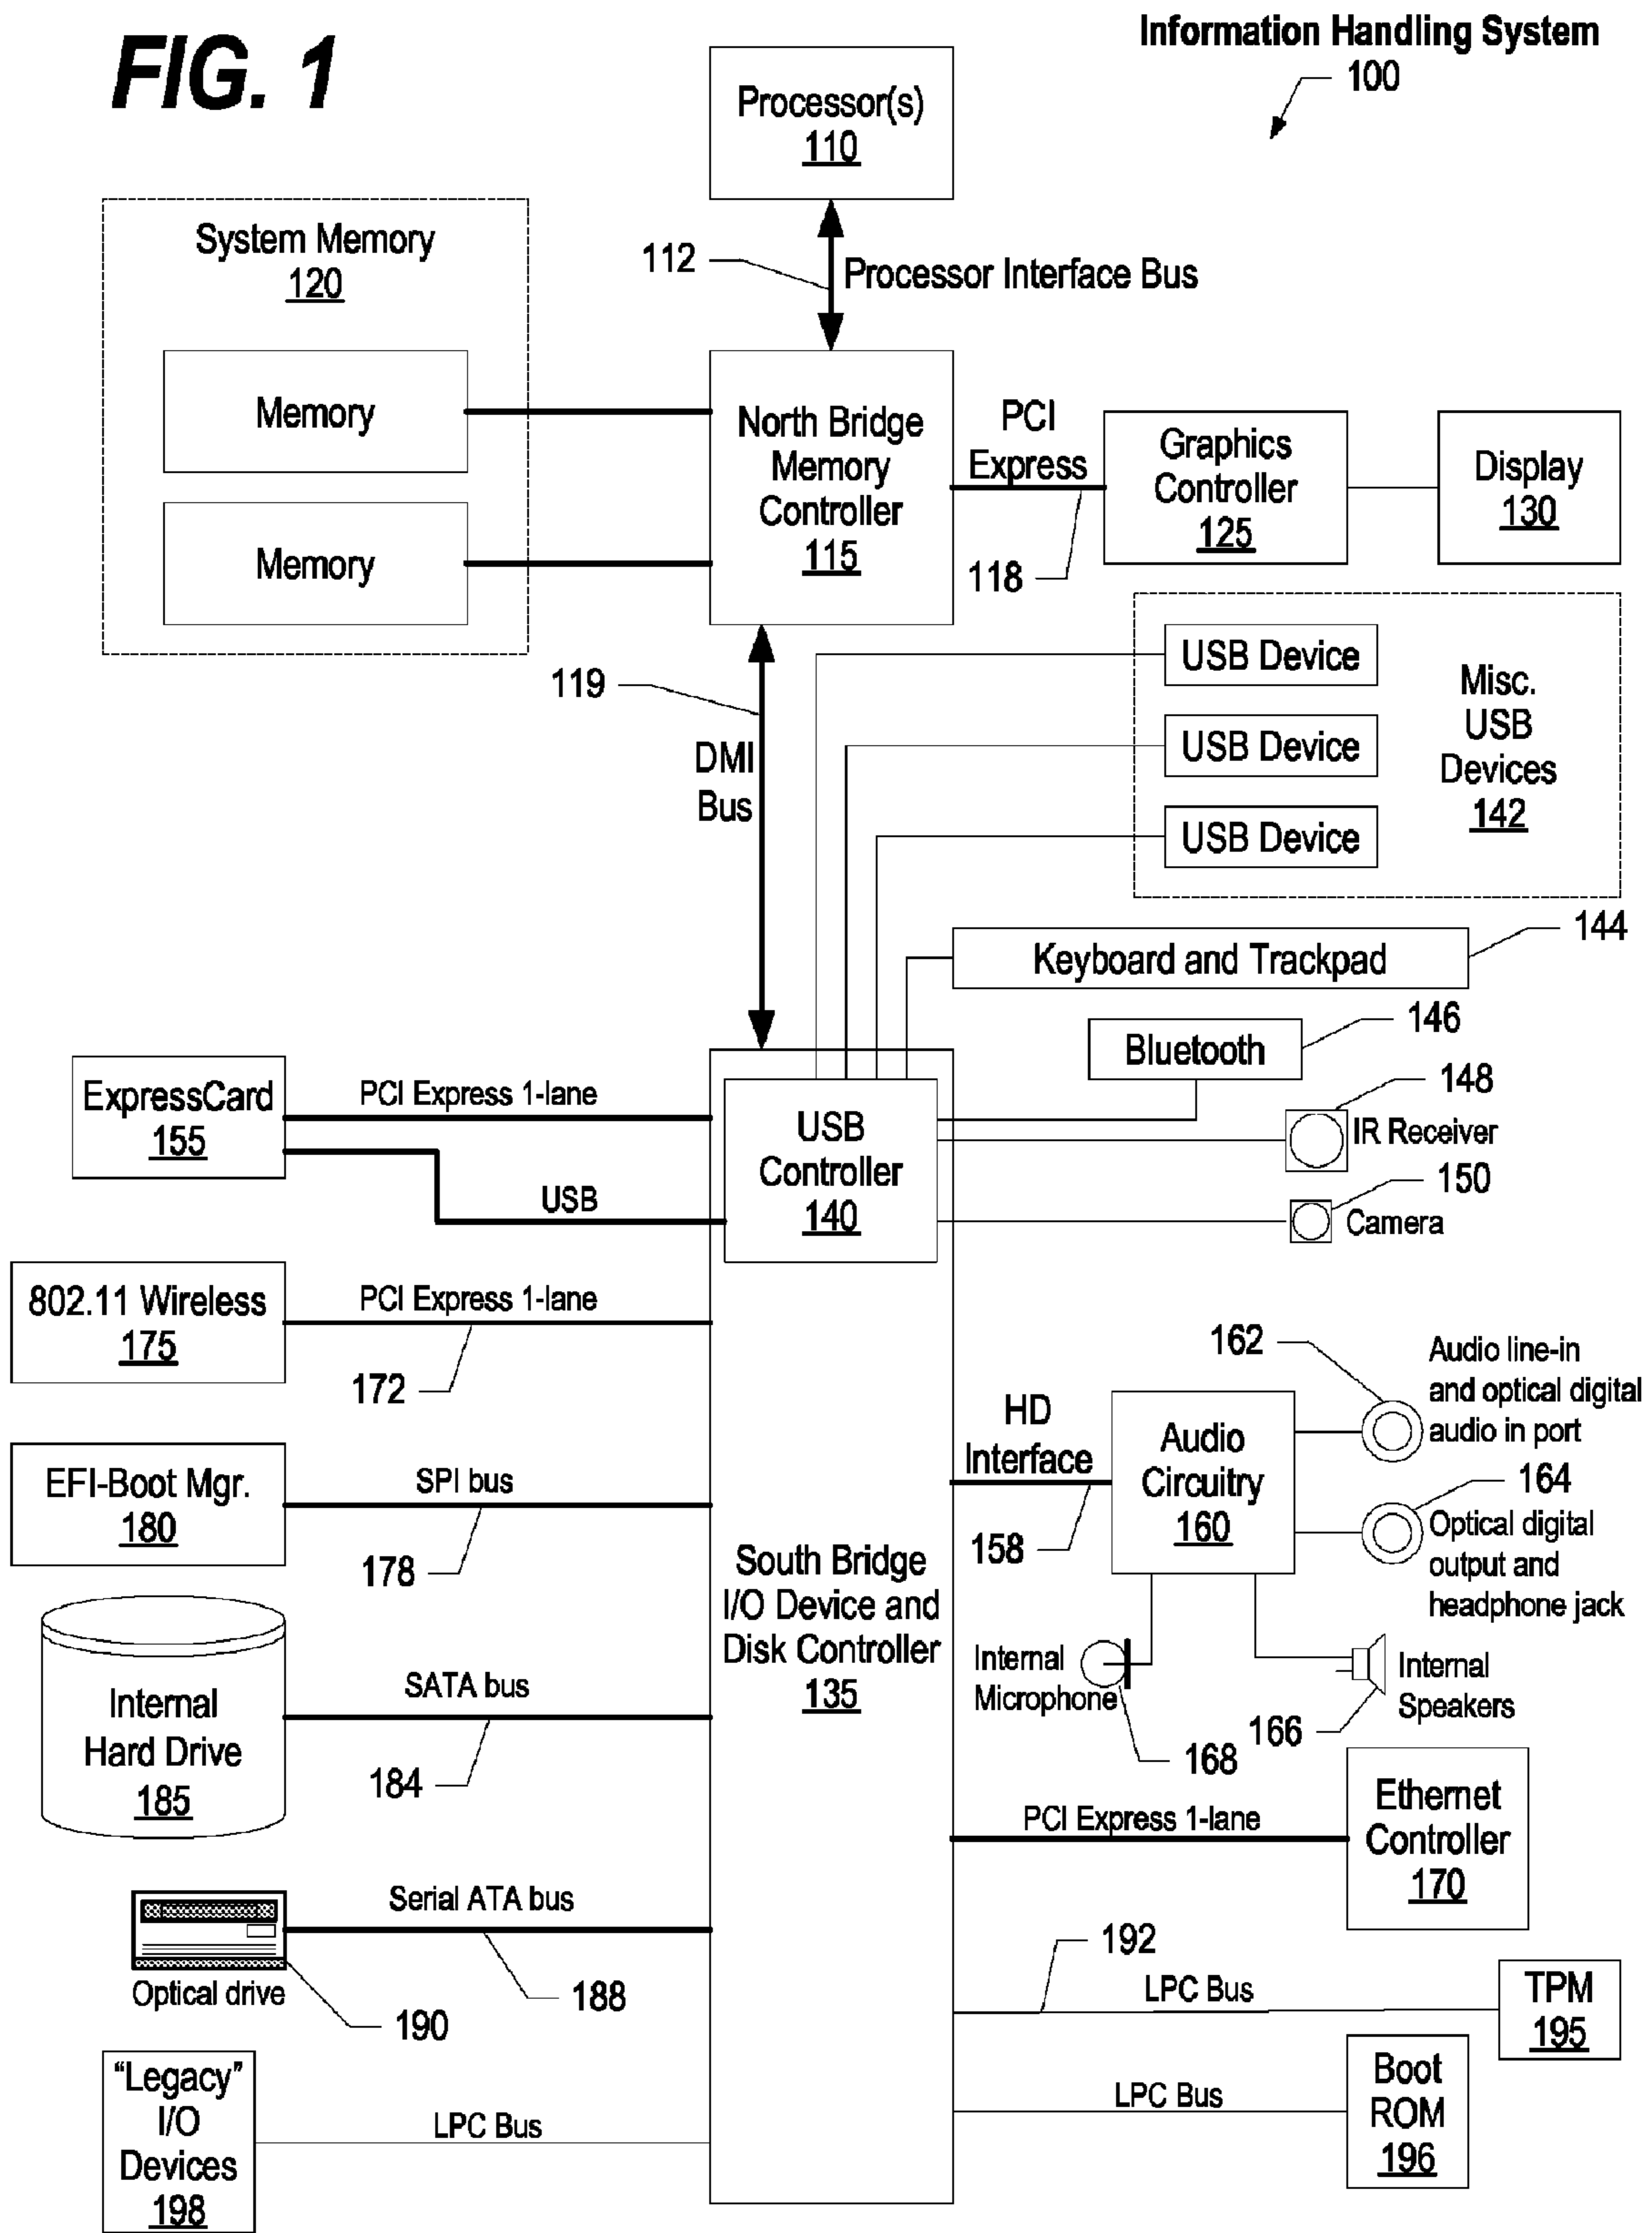 FIG. 1
Information Handling System
100
Processor(s)
110
System Memory
120
112
Processor Interface Bus
Memory
Memory
North Bridge
Memory
Controller
115
PCI
Express
118
Graphics
Controller
125
Display
130
119
DMI
Bus
USB Device
USB Device
USB Device
Misc.
USB
Devices
142
144
Keyboard and Trackpad
146
Bluetooth
148
IR Receiver
150
Camera
ExpressCard
155
PCI Express 1-lane
USB
USB
Controller
140
802.11 Wireless
175
PCI Express 1-lane
172
162
Audio line-in
and optical digital
audio in port
HD
Interface
158
Audio
Circuitry
160
164
Optical digital
output and
headphone jack
EFI-Boot Mgr.
180
SPI bus
178
South Bridge
I/O Device and
Disk Controller
135
Internal
Microphone
168
166
Internal
Speakers
Internal
Hard Drive
185
SATA bus
184
PCI Express 1-lane
Ethernet
Controller
170
Serial ATA bus
188
Optical drive
190
192
LPC Bus
TPM
195
LPC Bus
Boot
ROM
196
“Legacy”
I/O
Devices
198
LPC Bus